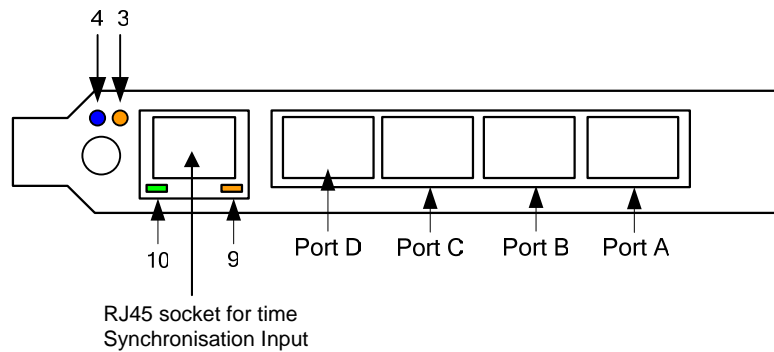 4 3
10
9
Port D
Port C
Port B
Port A
RJ45 socket for time
Synchronisation Input